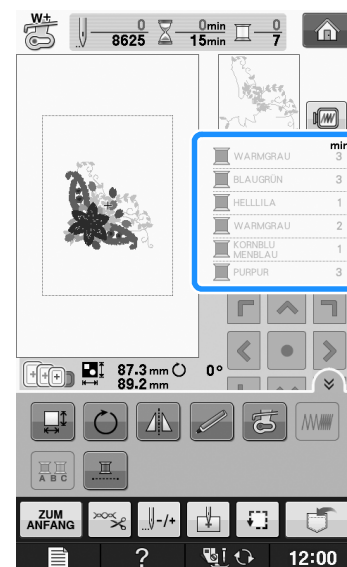 W+
0
8625
0min
15min
0
7
min
WARMGRAU 3
BLAUGRÜN 3
HELLLILA 1
WARMGRAU 2
KORNBLU
MENBLAU 1
PURPUR 3
87.3 mm 0°
89.2 mm
A B C
ZUM
ANFANG
-/+
?
12:00